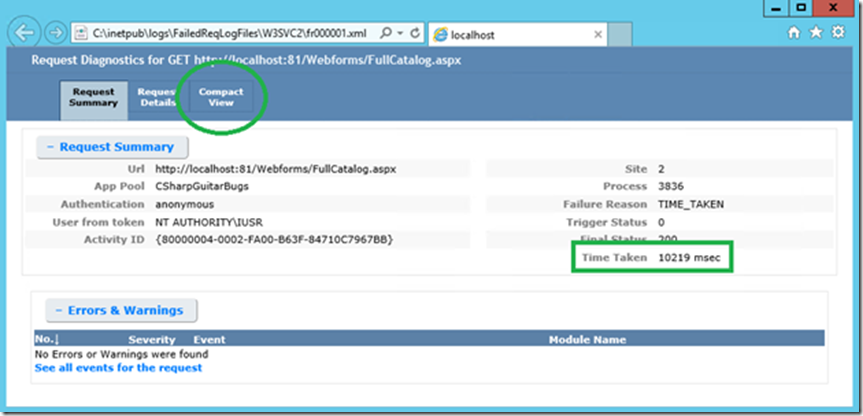 C:\inetpub\logs\FailedReqLogFiles\W3SVC2\fr000001.xml
localhost
Request Diagnostics for GET http://localhost:81/Webforms/FullCatalog.aspx
Request Summary
Request Details
Compact View
Request Summary
Url http://localhost:81/Webforms/FullCatalog.aspx
App Pool CSharpGuitarBugs
Authentication anonymous
User from token NT AUTHORITY\IUSR
Activity ID {80000004-0002-FA00-B63F-84710C7967BB}
Site 2
Process 3836
Failure Reason TIME_TAKEN
Trigger Status 0
Final Status 200
Time Taken 10219 msec
Errors & Warnings
No.↓ Severity Event Module Name
No Errors or Warnings were found
See all events for the request